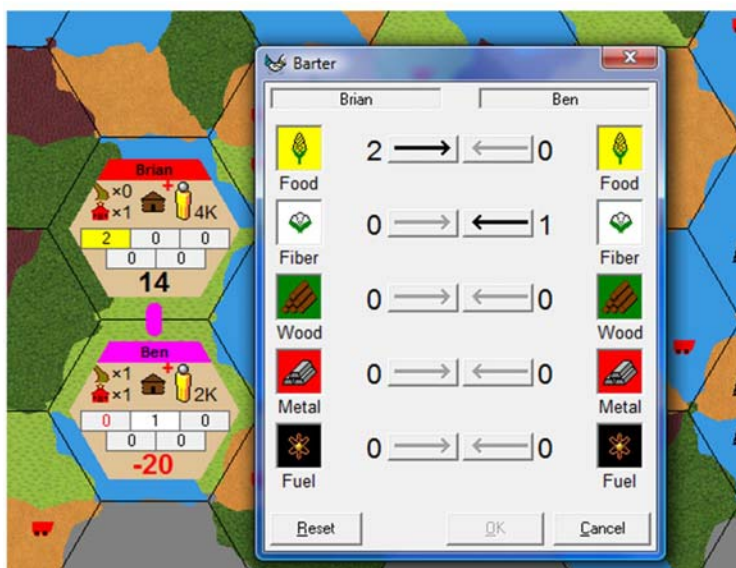 Barter
Brian Ben
2 0
Food Food
0 1
Fiber Fiber
0 0
Wood Wood
0 0
Metal Metal
0 0
Fuel Fuel
Reset OK Cancel
Brian
×0
×1 + 4K
2 0 0
0 0
14
Ben
×1
×1 + 2K
0 1 0
0 0
-20